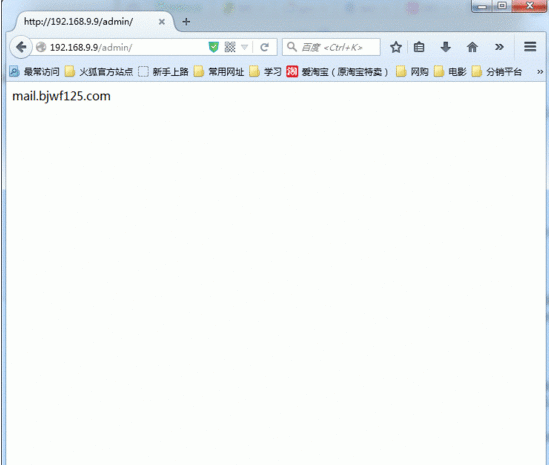 http://192.168.9.9/admin/
192.168.9.9/admin/
百度 <Ctrl+K>
最常访问 火狐官方站点 新手上路 常用网址 学习 淘 爱淘宝（原淘宝特卖） 网购 电影 分销平台 »
mail.bjwf125.com